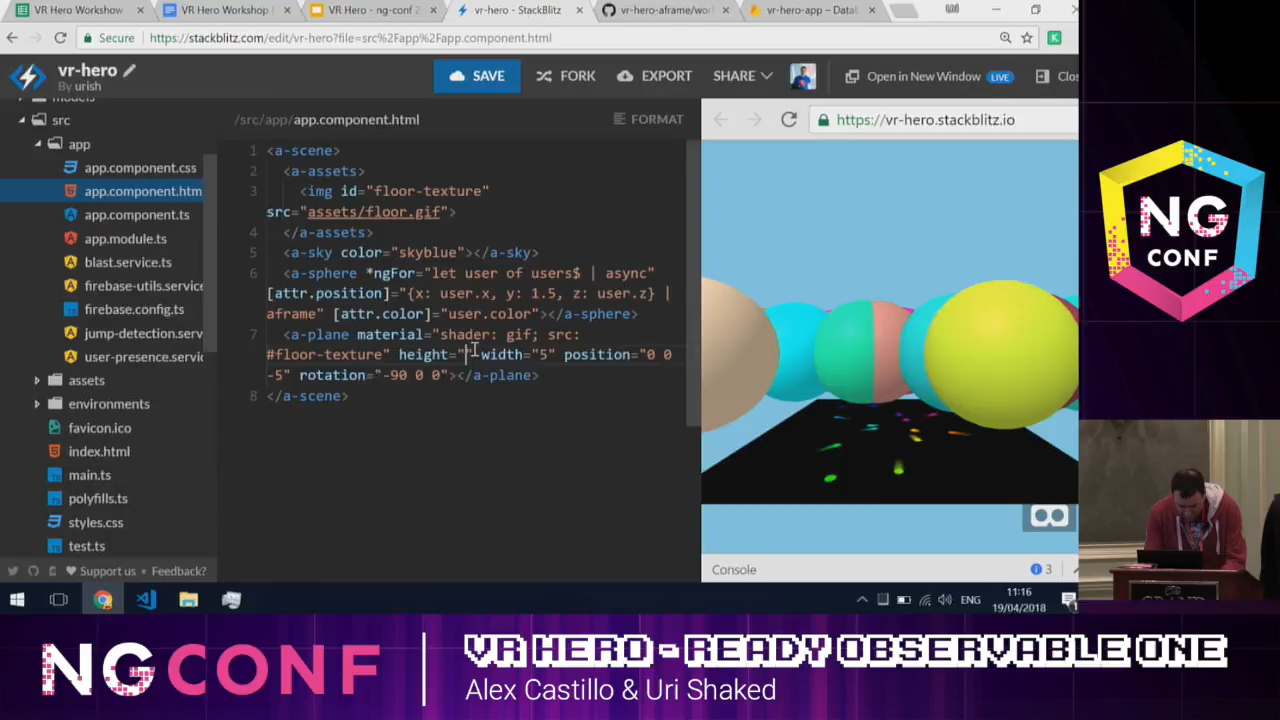 VR Hero Workshop
VR Hero Workshop
VR Hero - ng-conf 2
vr-hero - StackBlitz
vr-hero-aframe/worl
vr-hero-app – Data
Secure
https://stackblitz.com/edit/vr-hero?file=src%2Fapp%2Fapp.component.html
K
vr-hero
By urish
SAVE
FORK
EXPORT
SHARE
Open in New Window
LIVE
Clo
models
src
app
app.component.css
app.component.htm
app.component.ts
app.module.ts
blast.service.ts
firebase-utils.service
firebase.config.ts
jump-detection.servi
user-presence.servic
assets
environments
favicon.ico
index.html
main.ts
polyfills.ts
styles.css
test.ts
Support us
Feedback?
/src/app/app.component.html
FORMAT
1 <a-scene>
2 <a-assets>
3 <img id="floor-texture"
src="assets/floor.gif">
4 </a-assets>
5 <a-sky color="skyblue"></a-sky>
6 <a-sphere *ngFor="let user of users$ | async"
[attr.position]="{x: user.x, y: 1.5, z: user.z} |
aframe" [attr.color]="user.color"></a-sphere>
7 <a-plane material="shader: gif; src:
#floor-texture" height="" width="5" position="0 0
-5" rotation="-90 0 0"></a-plane>
8 </a-scene>
https://vr-hero.stackblitz.io
Console
3
ENG
11:16
19/04/2018
NG
CONF
NGCONF
VR HERO - READY OBSERVABLE ONE
Alex Castillo & Uri Shaked